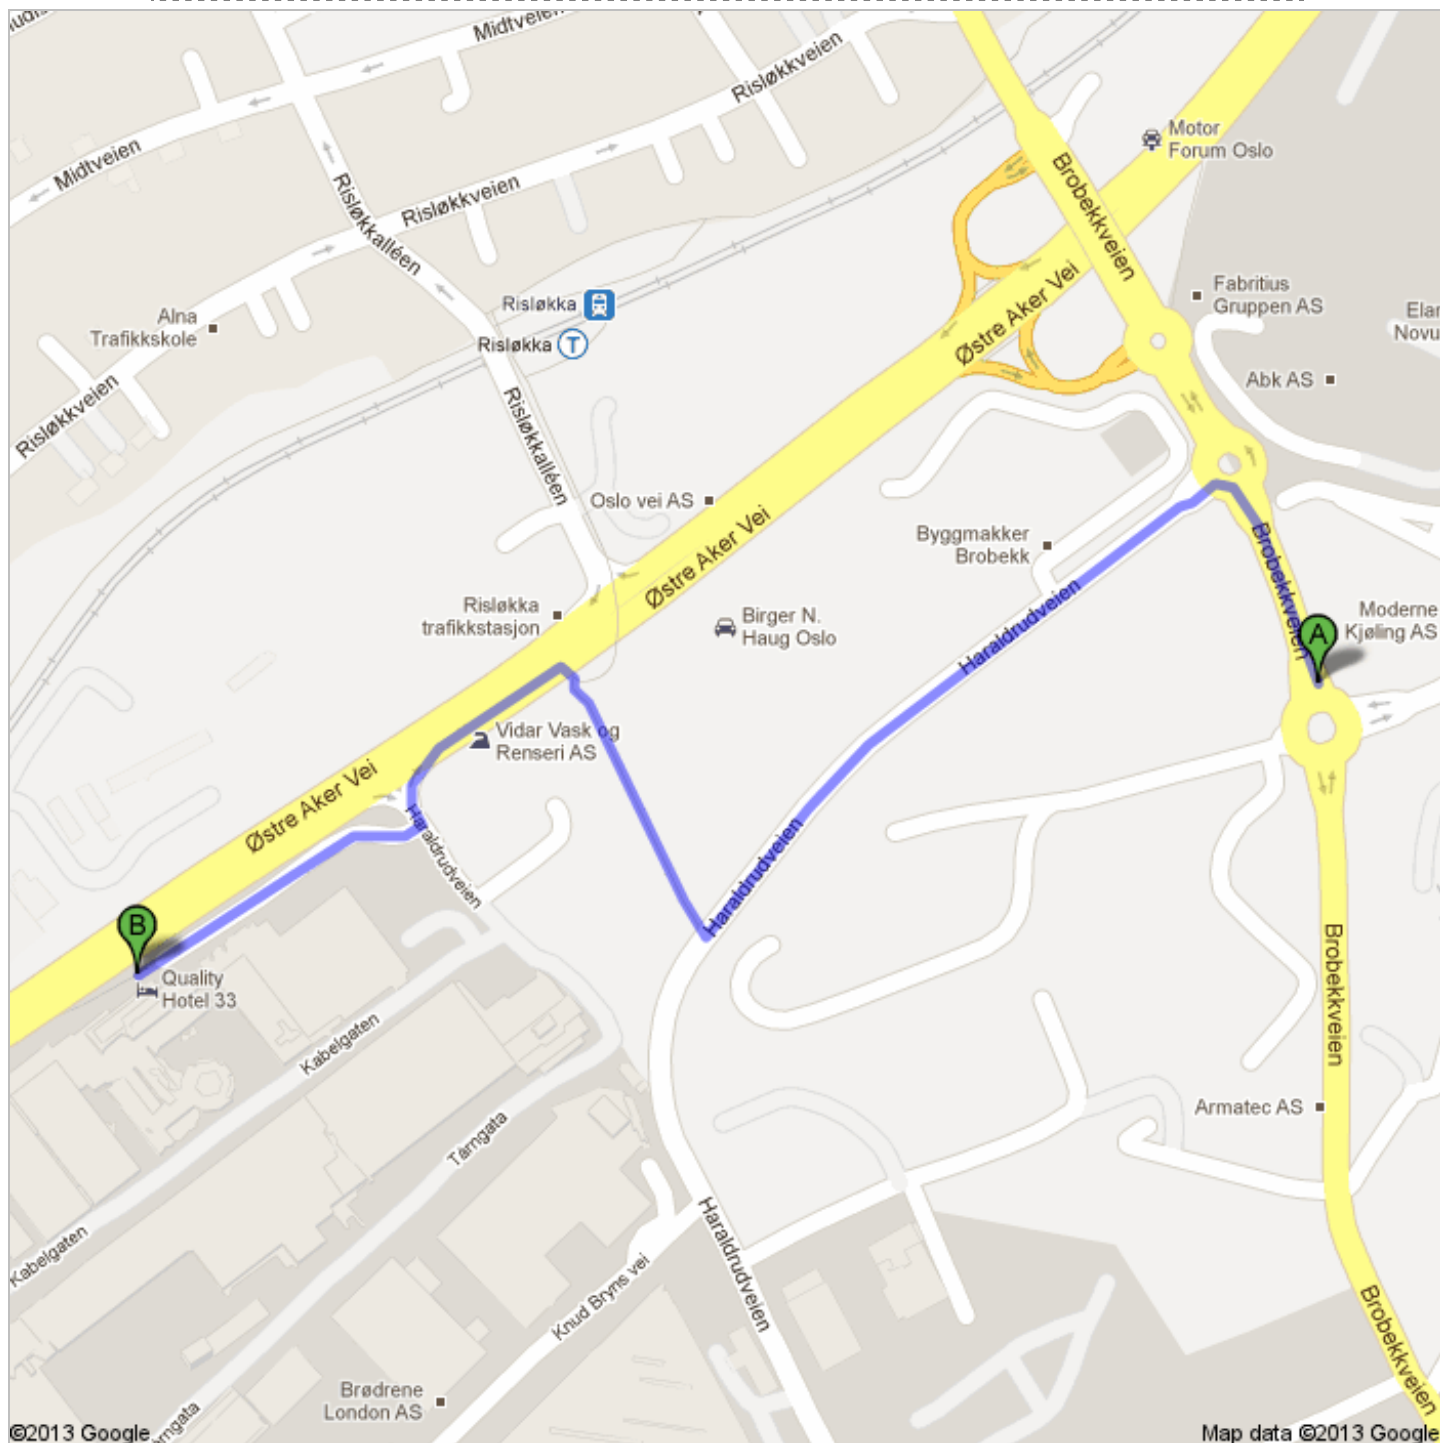 Midtveien
Risløkkveien
Motor
Forum Oslo
Midtveien
Risløkkveien
Risløkkalléen
Brobekkveien
Fabritius
Gruppen AS
Risløkka
Alna
Trafikkskole
Risløkka
T
Østre Aker Vei
Abk AS
Risløkkveien
Risløkkalléen
Oslo vei AS
Byggmakker
Brobekk
Østre Aker Vei
Brobekkveien
Risløkka
trafikkstasjon
Birger N.
Haug Oslo
Haraldrudveien
A
Moderne
Kjøling AS
Vidar Vask og
Renseri AS
Østre Aker Vei
Haraldrudveien
Haraldrudveien
B
Quality
Hotel 33
Brobekkveien
Kabelgaten
Tårngata
Armatec AS
Haraldrudveien
Kabelgaten
Knud Bryns vei
Brobekkveien
Brødrene
London AS
©2013 Google
Map data ©2013 Google